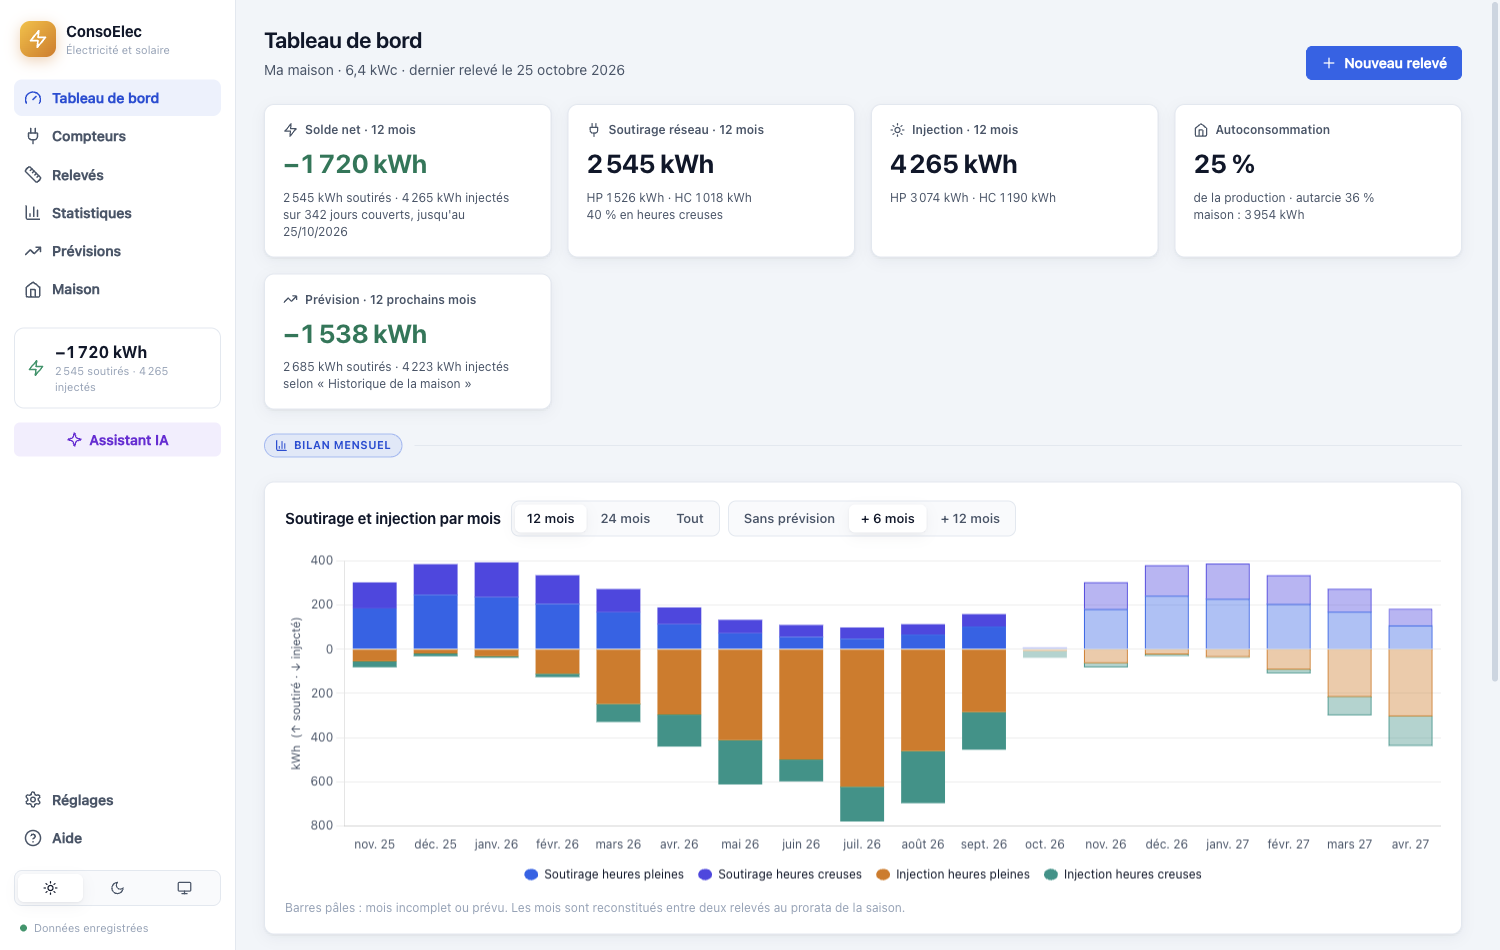 ConsoElec
Électricité et solaire
Tableau de bord
Compteurs
Relevés
Statistiques
Prévisions
Maison
−1 720 kWh
2 545 soutirés · 4 265
injectés
Assistant IA
Réglages
Aide
Données enregistrées
Tableau de bord
Ma maison · 6,4 kWc · dernier relevé le 25 octobre 2026
Nouveau relevé
Solde net · 12 mois
−1 720 kWh
2 545 kWh soutirés · 4 265 kWh injectés
sur 342 jours couverts, jusqu'au
25/10/2026
Soutirage réseau · 12 mois
2 545 kWh
HP 1 526 kWh · HC 1 018 kWh
40 % en heures creuses
Injection · 12 mois
4 265 kWh
HP 3 074 kWh · HC 1 190 kWh
Autoconsommation
25 %
de la production · autarcie 36 %
maison : 3 954 kWh
Prévision · 12 prochains mois
−1 538 kWh
2 685 kWh soutirés · 4 223 kWh injectés
selon « Historique de la maison »
BILAN MENSUEL
Soutirage et injection par mois
12 mois 24 mois Tout
Sans prévision + 6 mois + 12 mois
kWh (↑ soutiré · ↓ injecté)
400
200
0
200
400
600
800
nov. 25 déc. 25 janv. 26 févr. 26 mars 26 avr. 26 mai 26 juin 26 juil. 26 août 26 sept. 26 oct. 26 nov. 26 déc. 26 janv. 27 févr. 27 mars 27 avr. 27
Soutirage heures pleines Soutirage heures creuses Injection heures pleines Injection heures creuses
Barres pâles : mois incomplet ou prévu. Les mois sont reconstitués entre deux relevés au prorata de la saison.